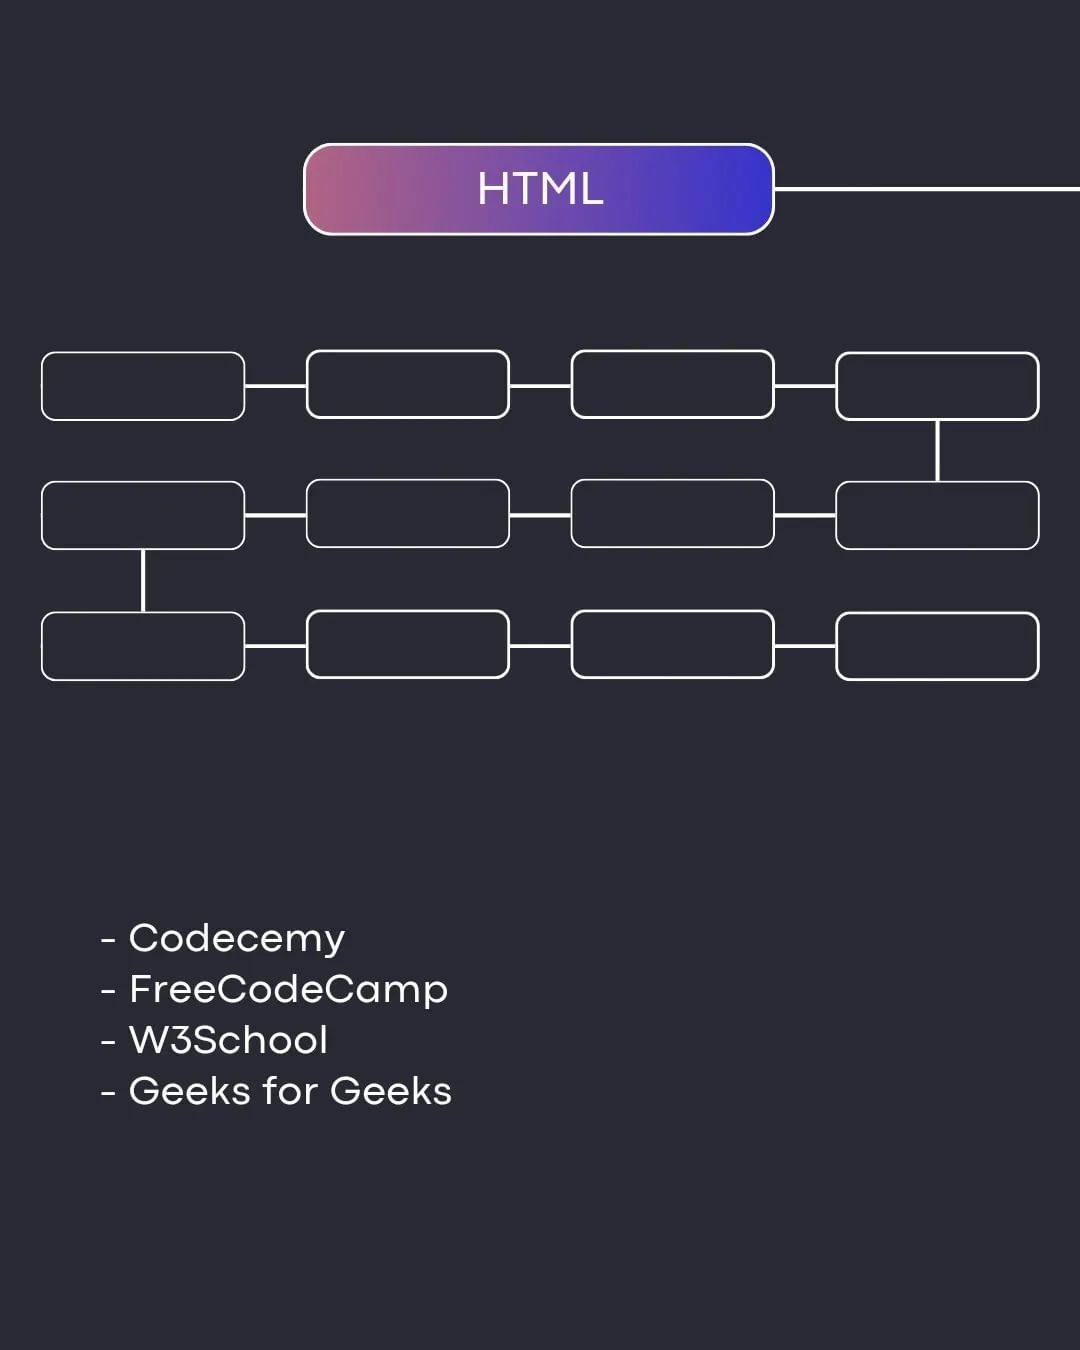 HTML
- Codecemy
- FreeCodeCamp
- W3School
- Geeks for Geeks